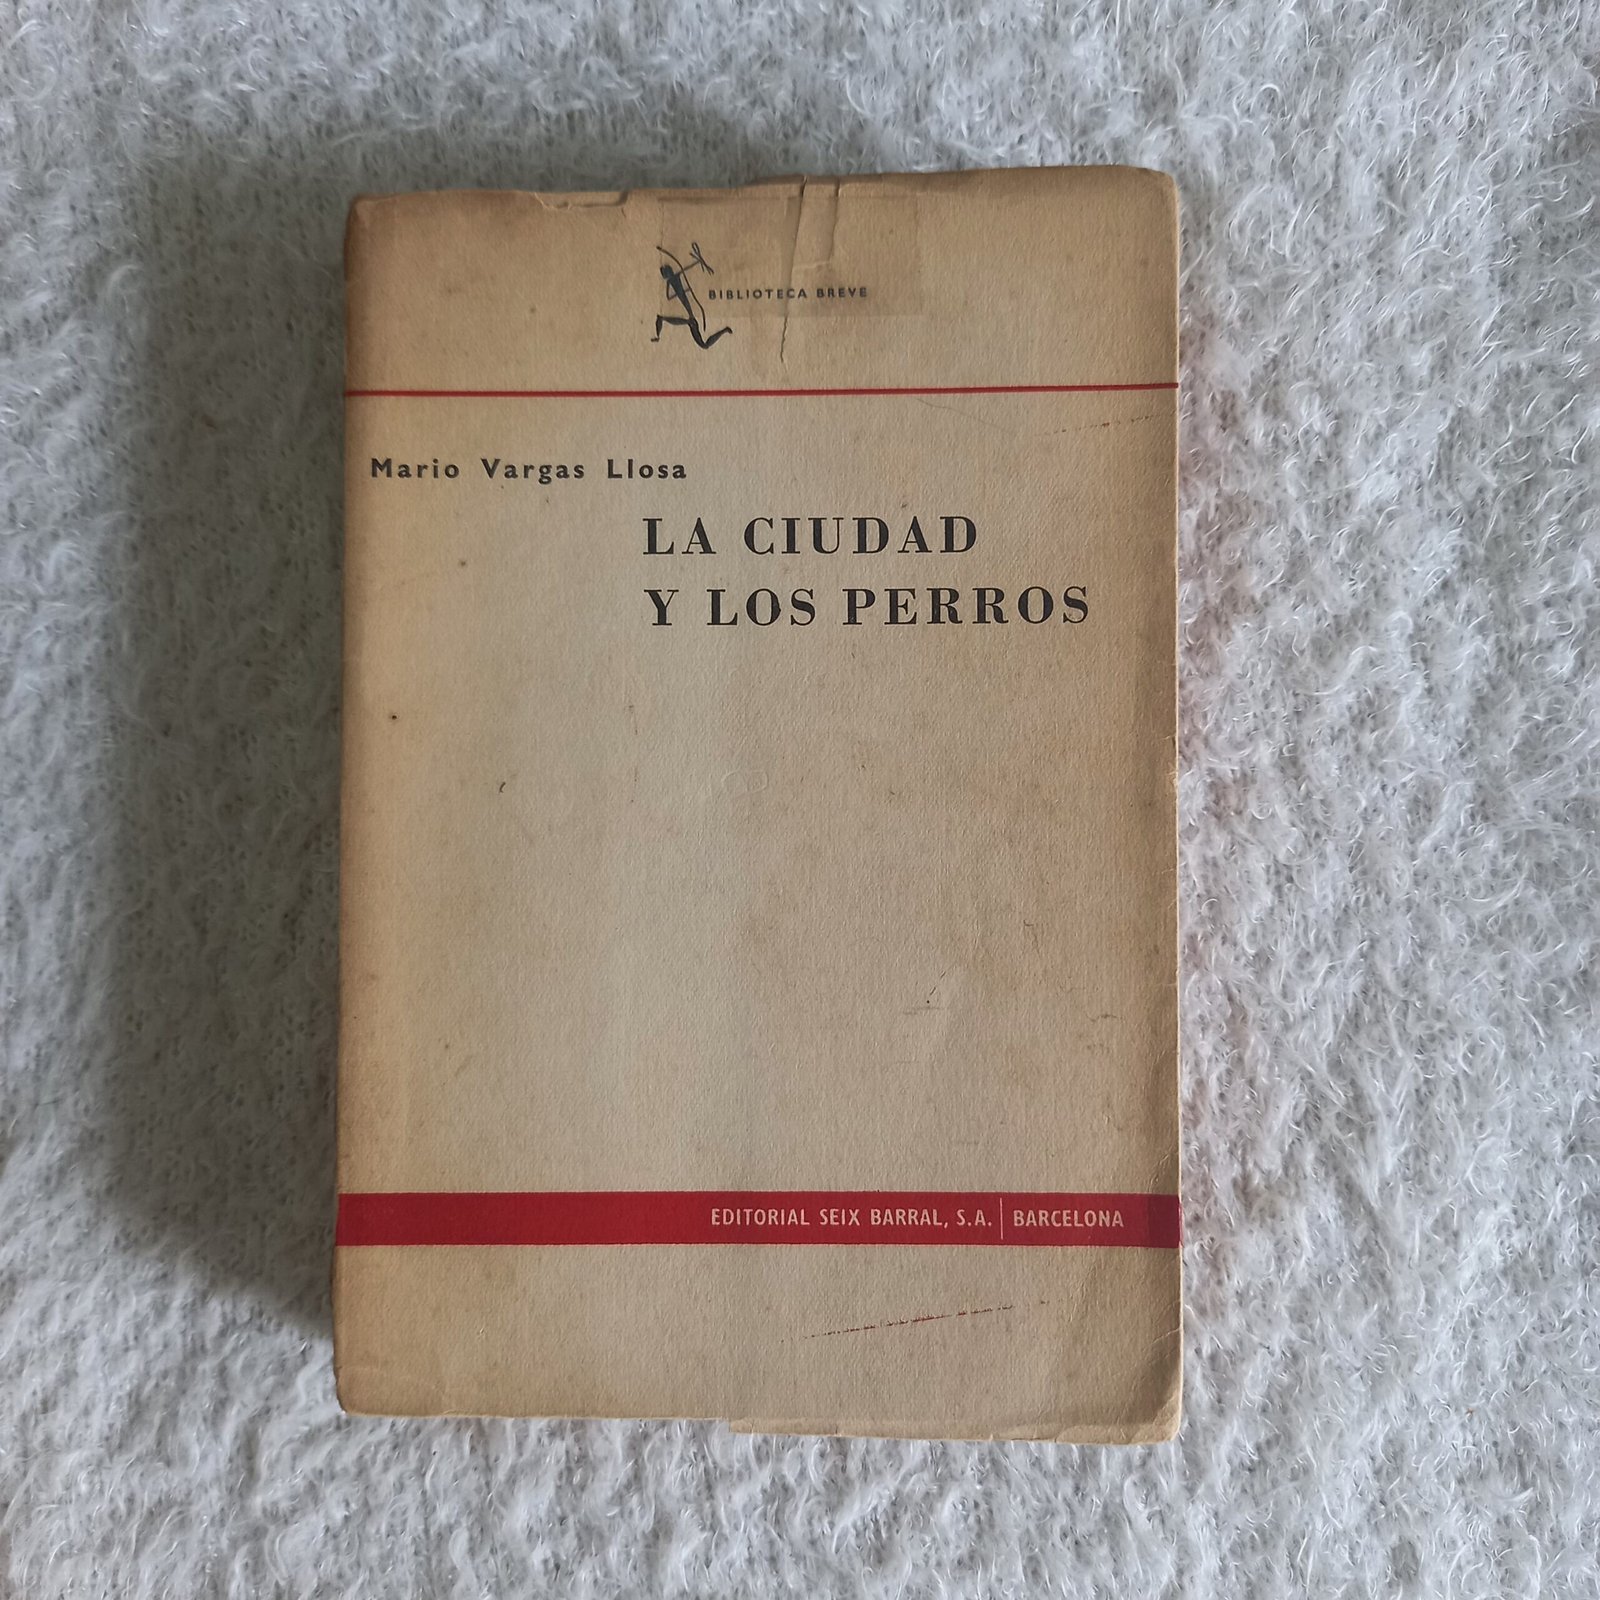 BIBLIOTECA BREVE
Mario Vargas Llosa
LA CIUDAD
Y LOS PERROS
EDITORIAL SEIX BARRAL, S.A. | BARCELONA